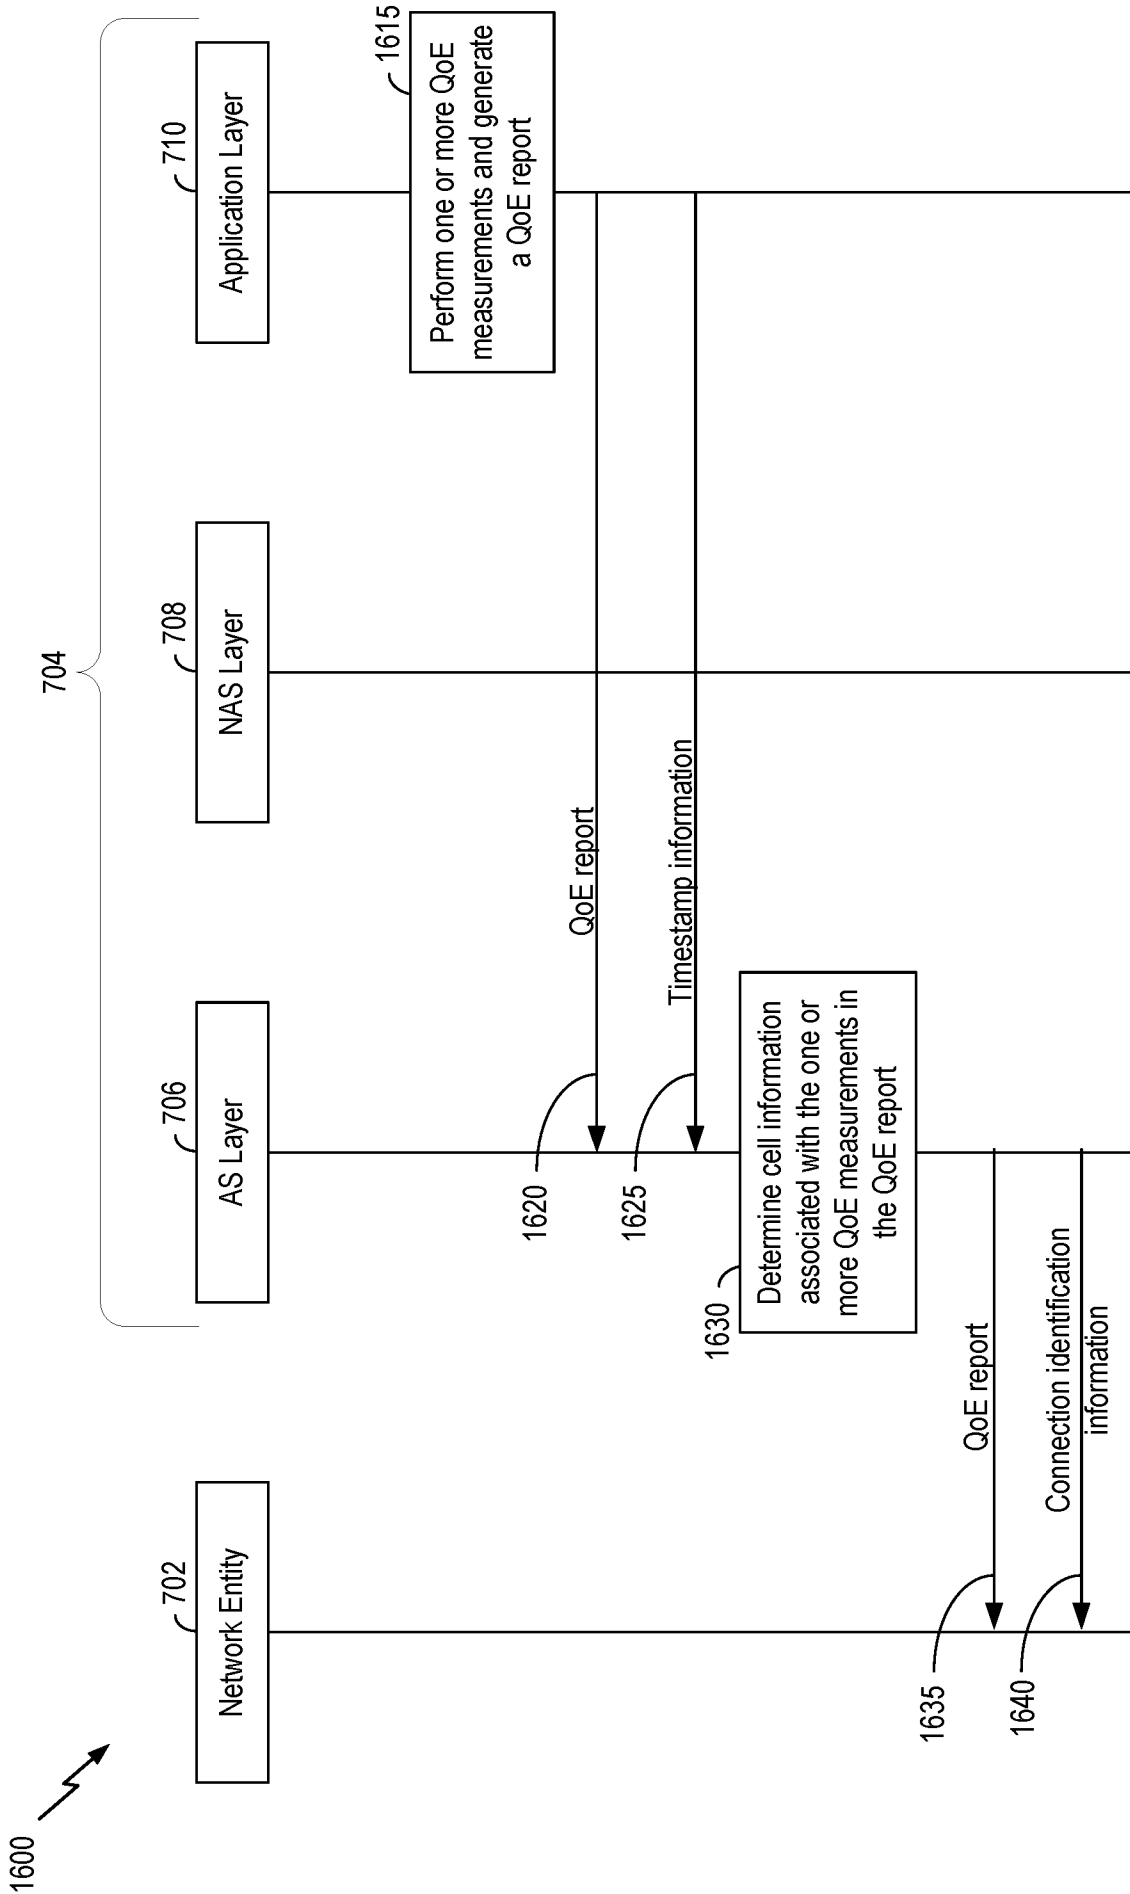 1600
704
702
706
708
710
Network Entity
AS Layer
NAS Layer
Application Layer
1615
Perform one or more QoE
measurements and generate
a QoE report
1620
QoE report
1625
Timestamp information
1630
Determine cell information
associated with the one or
more QoE measurements in
the QoE report
1635
QoE report
1640
Connection identification
information